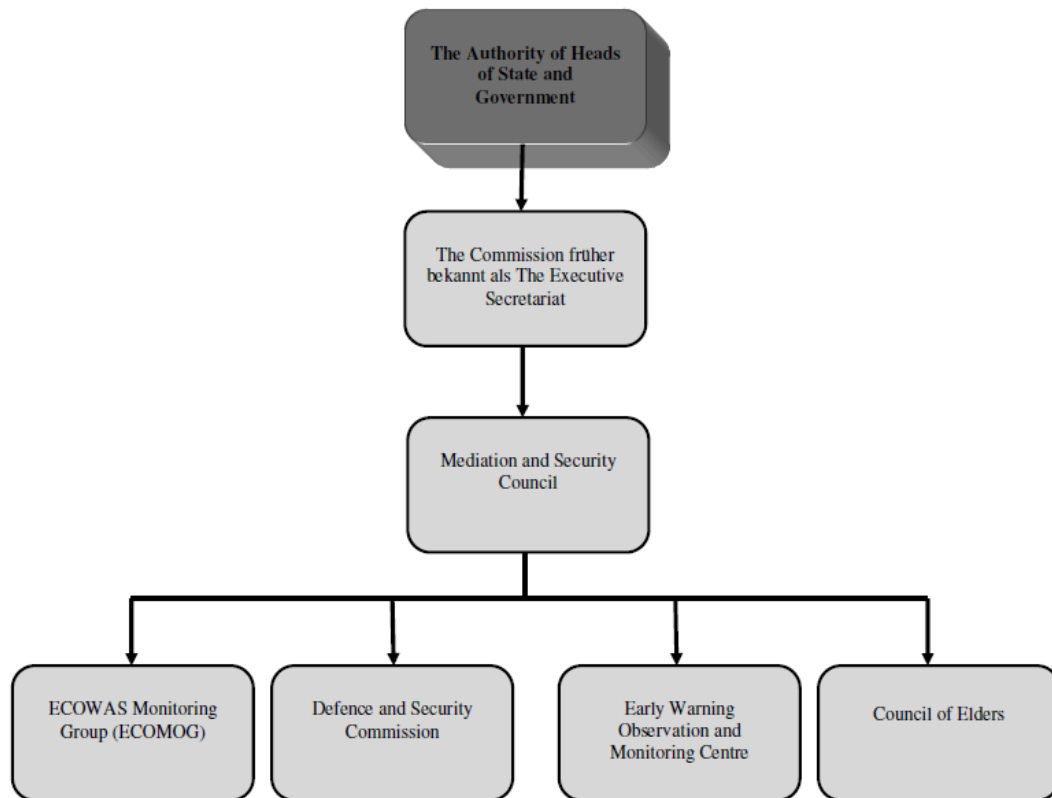 The Authority of Heads
of State and
Government
The Commission früher
bekannt als The Executive
Secretariat
Mediation and Security
Council
ECOWAS Monitoring
Group (ECOMOG)
Defence and Security
Commission
Early Warning
Observation and
Monitoring Centre
Council of Elders